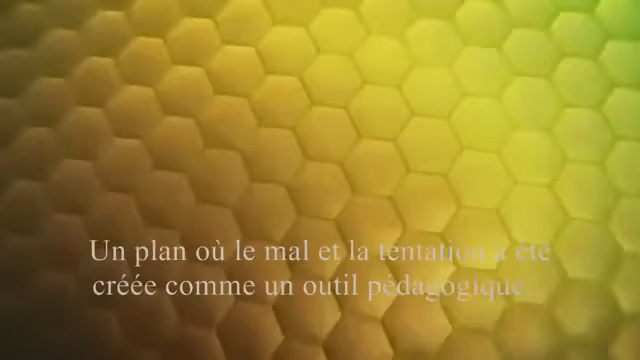 Un plan où le mal et la tentation a été
créée comme un outil pédagogique...